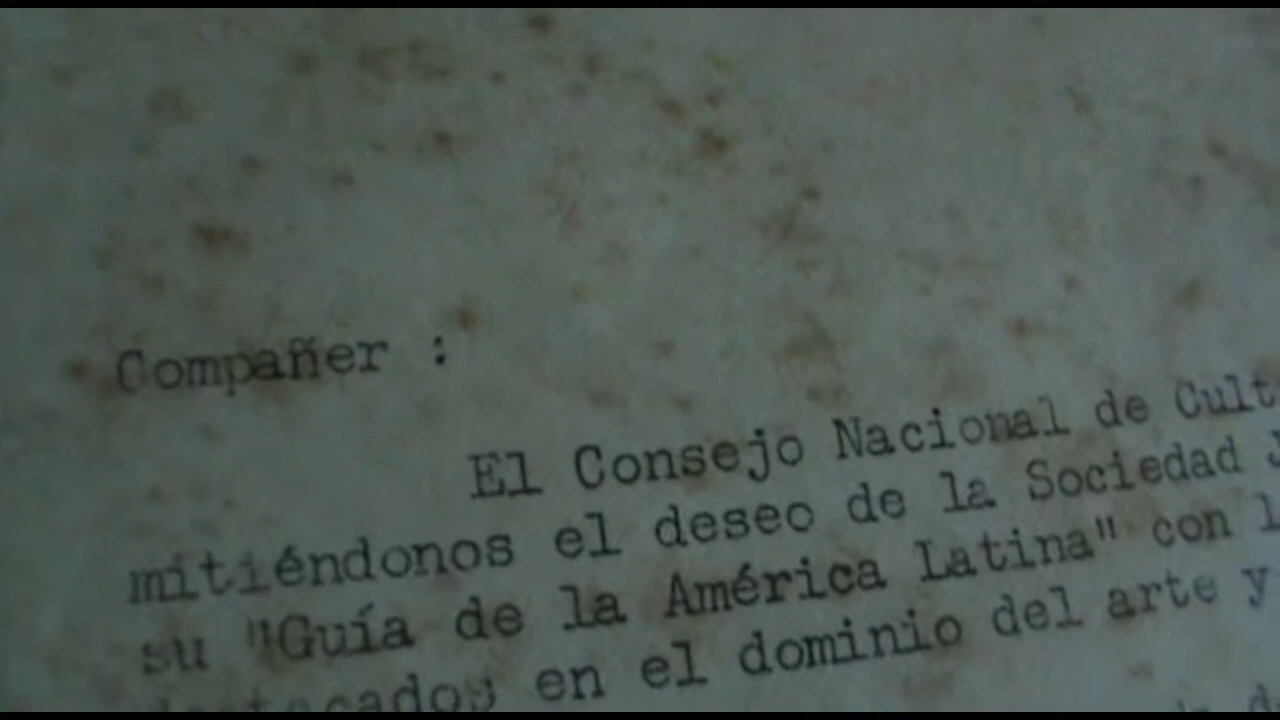 Compañer :
El Consejo Nacional de Cult
mitiéndonos el deseo de la Sociedad J
su "Guía de la América Latina" con l
destacados en el dominio del arte y